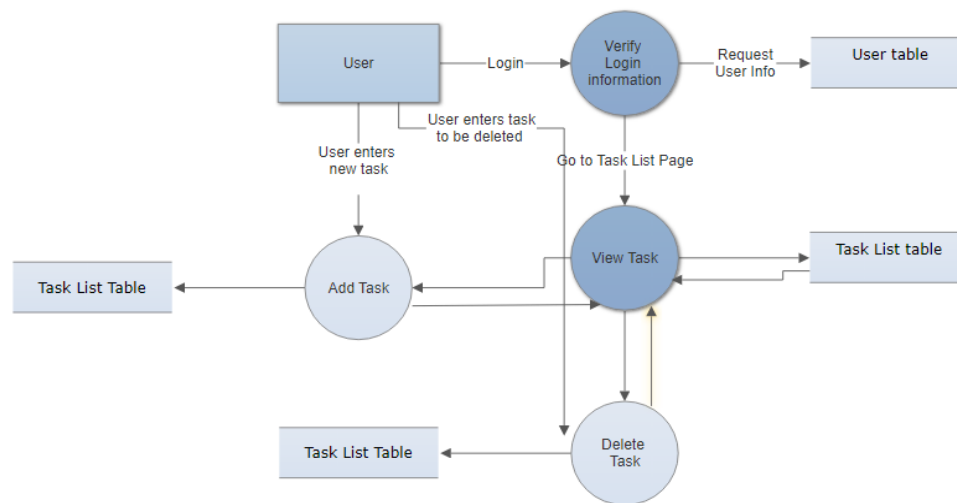 User
Login
Verify
Login
information
Request
User Info
User table
User enters task
to be deleted
User enters
new task
Go to Task List Page
View Task
Task List table
Task List Table
Add Task
Task List Table
Delete
Task